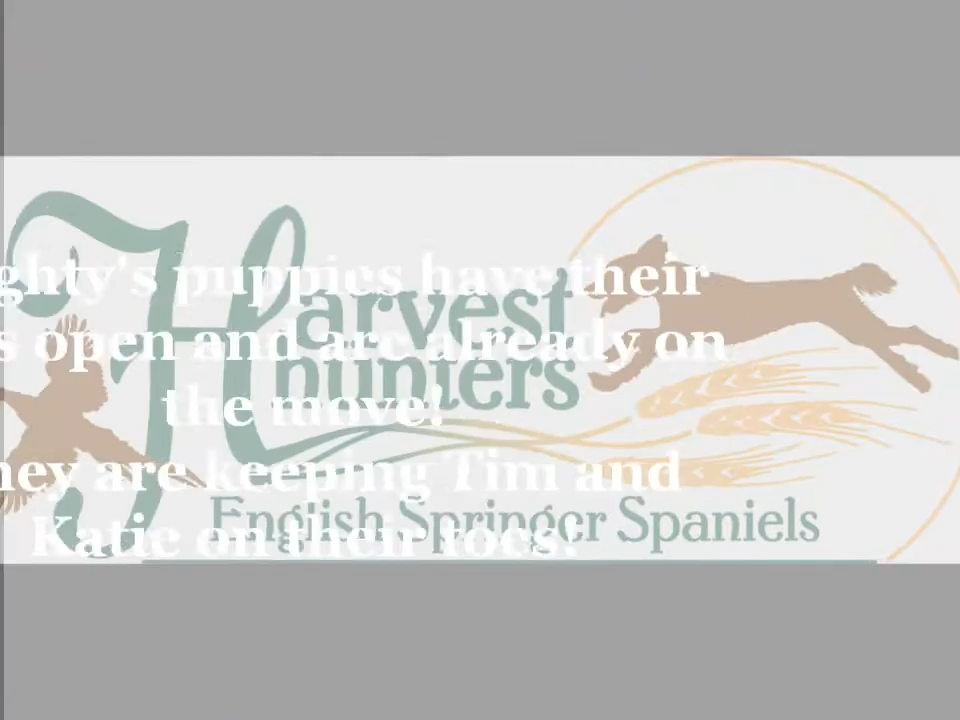 puppies have their
open and are already on
the move!
are keeping Tim and
Katie on their toes!
Harvest
Hunters
English Springer Spaniels